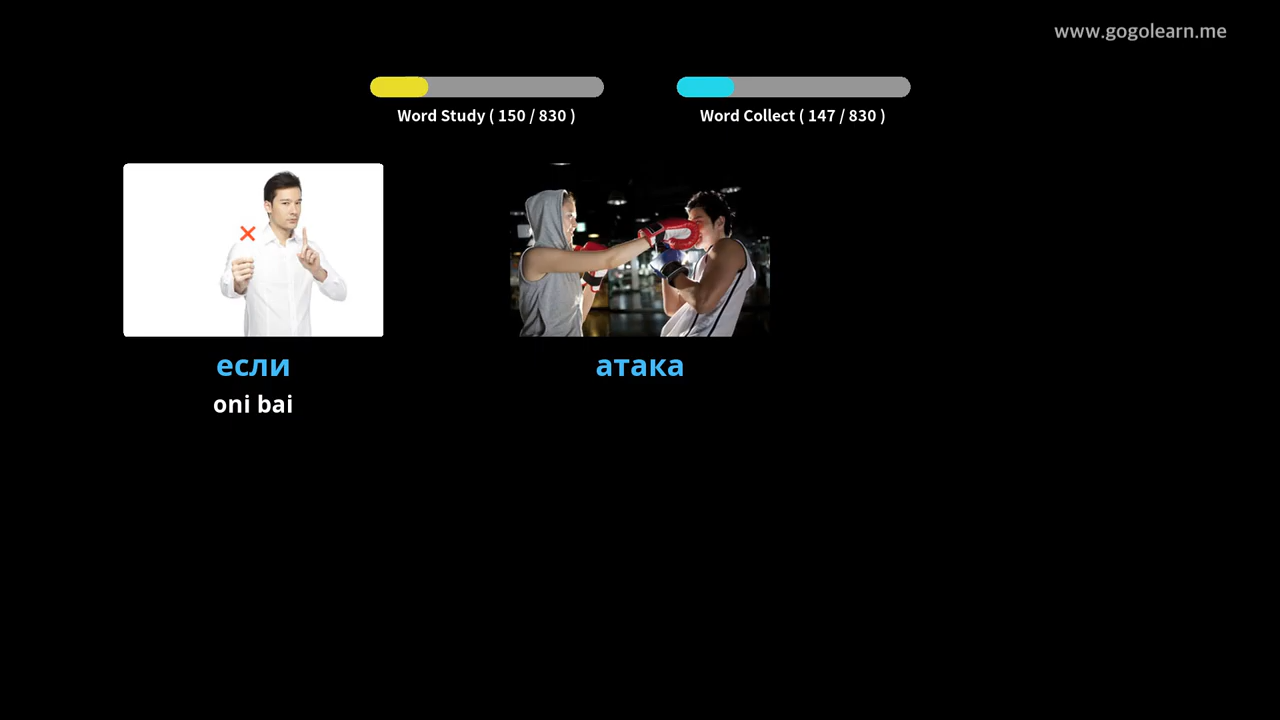 www.gogolearn.me
Word Study ( 150 / 830 )
Word Collect ( 147 / 830 )
если
oni bai
атака